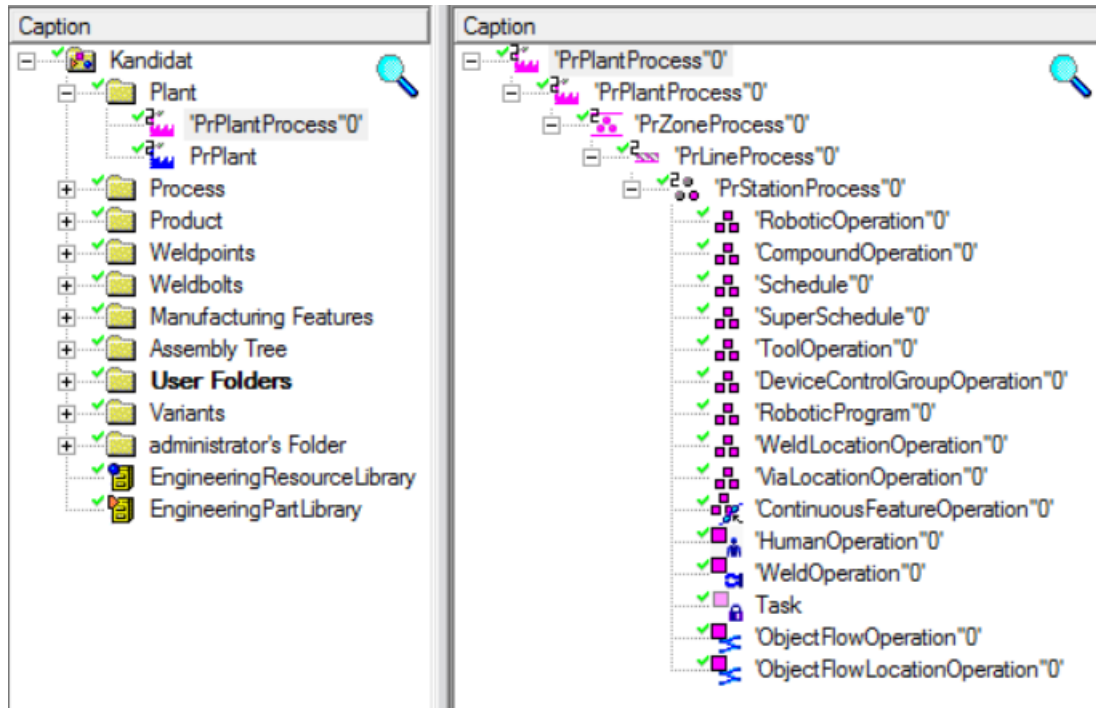 Caption
Kandidat
Plant
'PrPlantProcess''0'
PrPlant
Process
Product
Weldpoints
Weldbolts
Manufacturing Features
Assembly Tree
User Folders
Variants
administrator's Folder
EngineeringResourceLibrary
EngineeringPartLibrary
Caption
'PrPlantProcess''0'
'PrPlantProcess''0'
'PrZoneProcess''0'
'PrLineProcess''0'
'PrStationProcess''0'
'RoboticOperation''0'
'CompoundOperation''0'
'Schedule''0'
'SuperSchedule''0'
'ToolOperation''0'
'DeviceControlGroupOperation''0'
'RoboticProgram''0'
'WeldLocationOperation''0'
'ViaLocationOperation''0'
'ContinuousFeatureOperation''0'
'HumanOperation''0'
'WeldOperation''0'
Task
'ObjectFlowOperation''0'
'ObjectFlowLocationOperation''0'